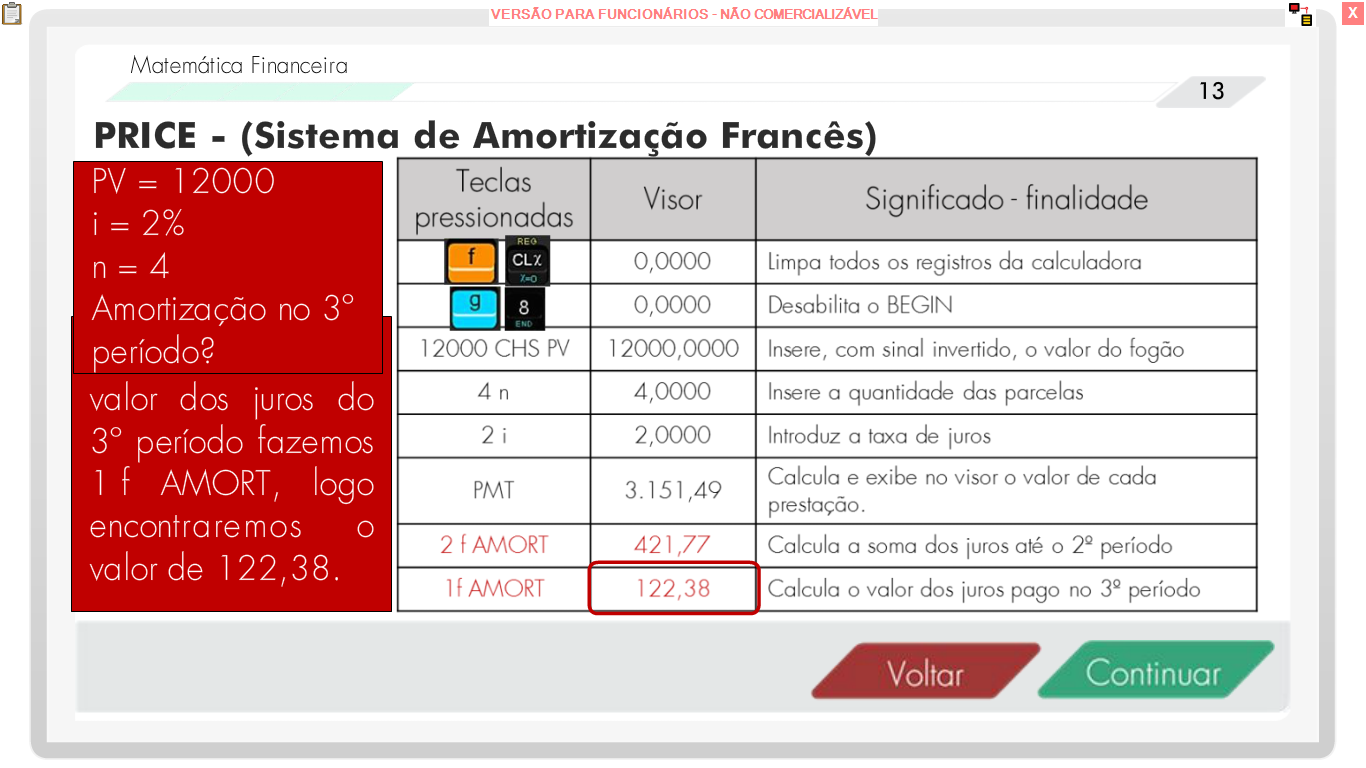 VERSÃO PARA FUNCIONÁRIOS - NÃO COMERCIALIZÁVEL
X
Matemática Financeira
13
PRICE - (Sistema de Amortização Francês)
PV = 12000
i = 2%
n = 4
Amortização no 3º
período?
valor dos juros do
3º período fazemos
1 f AMORT, logo
encontraremos o
valor de 122,38.
Teclas pressionadas Visor Significado - finalidade
f REG CLX X=0 0,0000 Limpa todos os registros da calculadora
g 8 END 0,0000 Desabilita o BEGIN
12000 CHS PV 12000,0000 Insere, com sinal invertido, o valor do fogão
4 n 4,0000 Insere a quantidade das parcelas
2 i 2,0000 Introduz a taxa de juros
PMT 3.151,49 Calcula e exibe no visor o valor de cada
prestação.
2 f AMORT 421,77 Calcula a soma dos juros até o 2º período
1f AMORT 122,38 Calcula o valor dos juros pago no 3º período
Voltar
Continuar